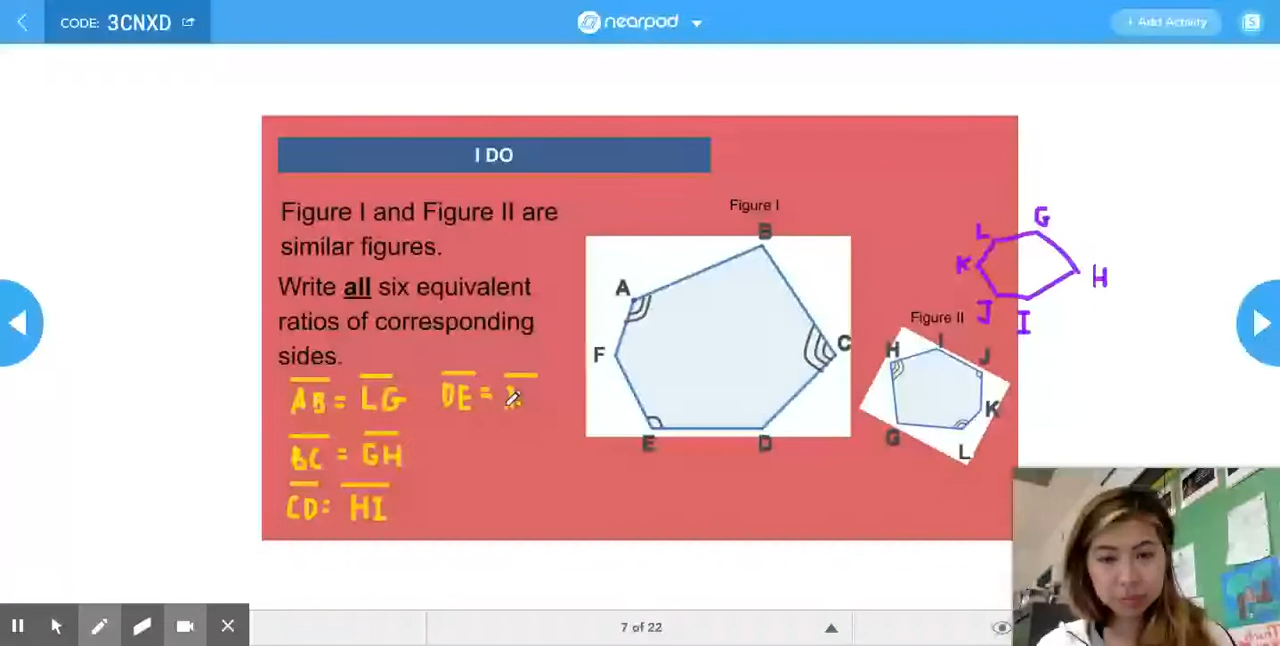 CODE: 3CNXD
nearpod
+ Add Activity
S
I DO
Figure I and Figure II are
similar figures.
Write all six equivalent
ratios of corresponding
sides.
AB = LG
DE =
BC = GH
CD = HI
Figure I
B
A
C
F
E
D
Figure II
H
I
J
K
G
L
G
L
K
H
J
I
7 of 22